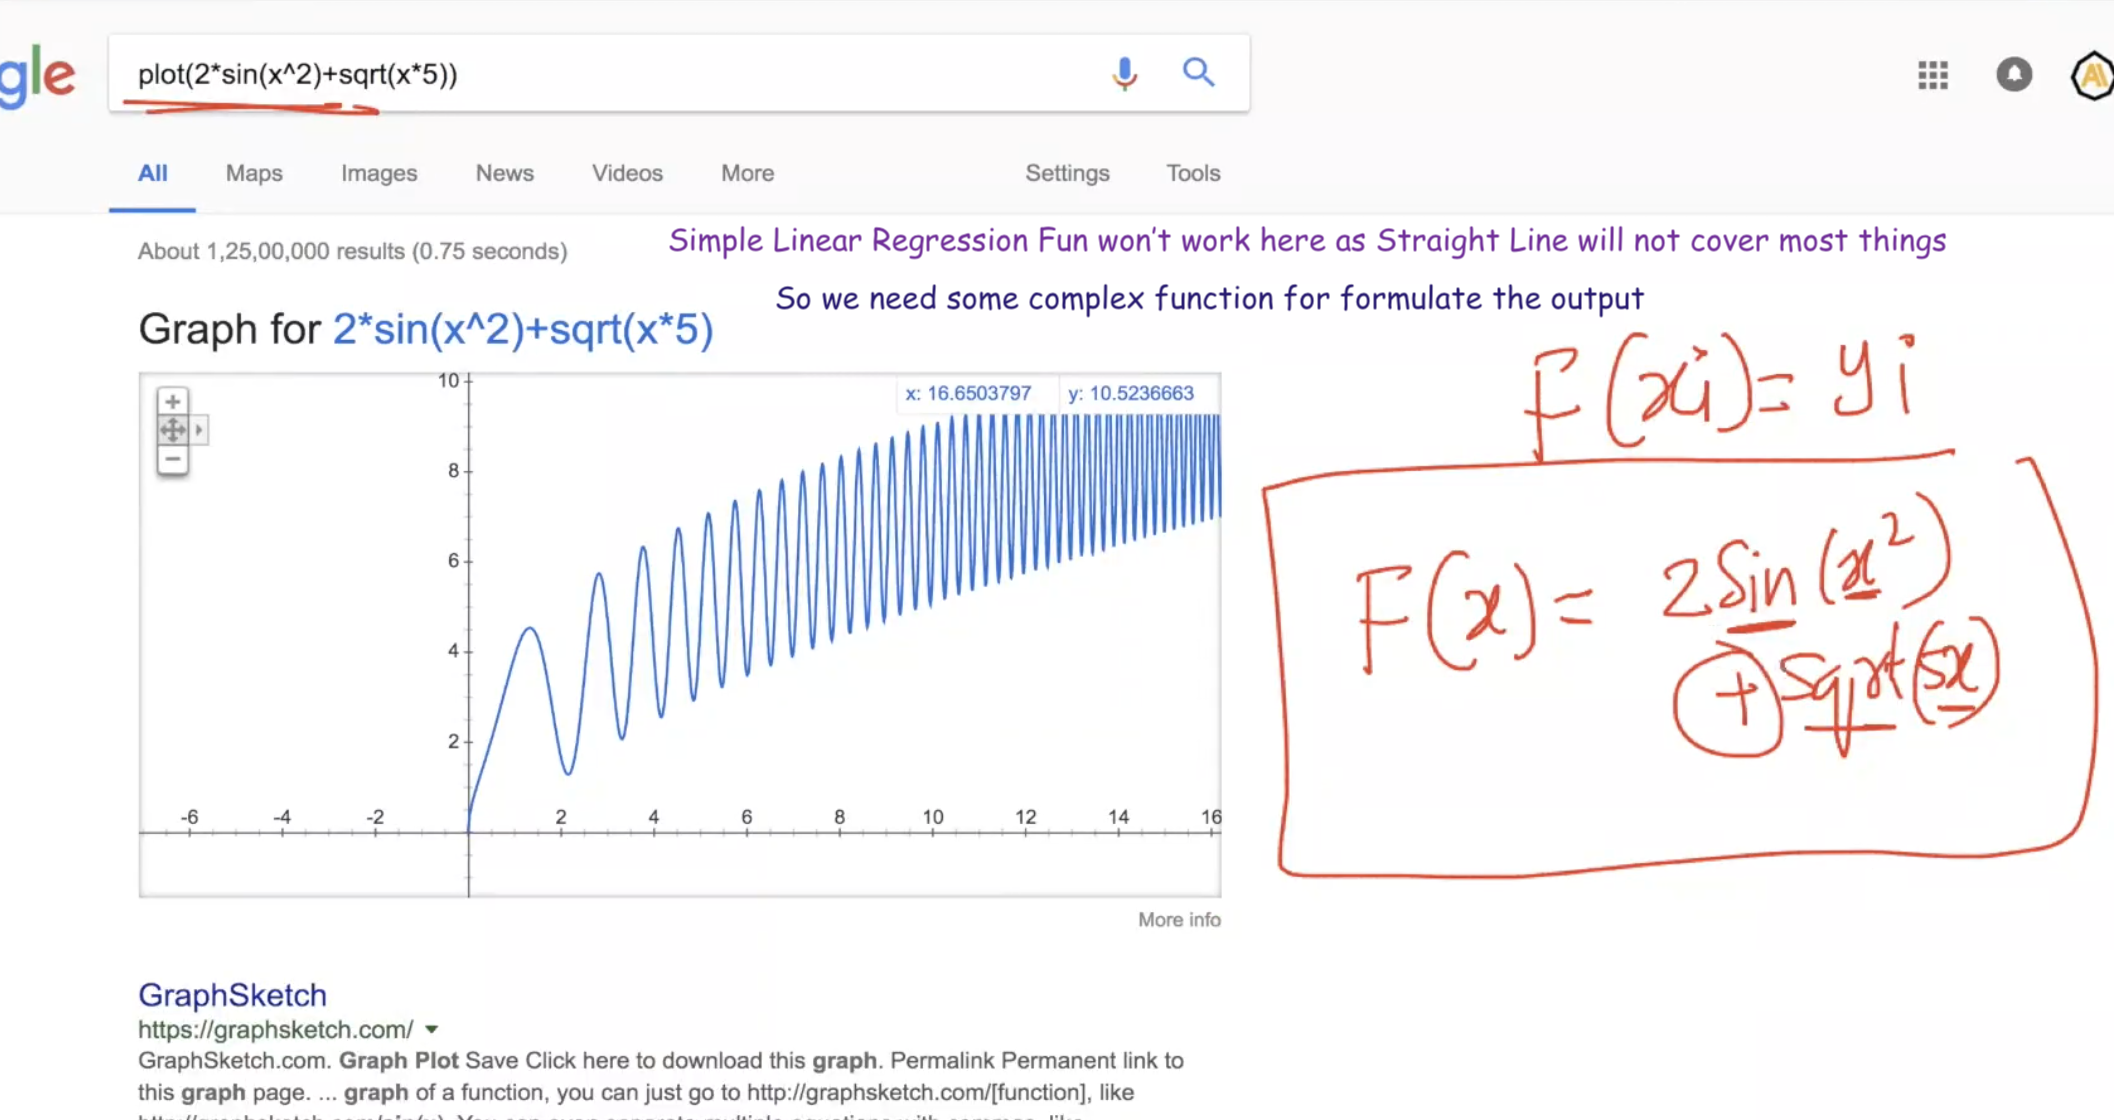 gle
plot(2*sin(x^2)+sqrt(x*5))
All Maps Images News Videos More Settings Tools
About 1,25,00,000 results (0.75 seconds)
Simple Linear Regression Fun won't work here as Straight Line will not cover most things
So we need some complex function for formulate the output
Graph for 2*sin(x^2)+sqrt(x*5)
F(xi) = yi
x: 16.6503797 y: 10.5236663
10
8
6
4
2
-6 -4 -2 2 4 6 8 10 12 14 16
F(x) = 2 Sin (x²)
+ Sqrt (5x)
More info
GraphSketch
https://graphsketch.com/
GraphSketch.com. Graph Plot Save Click here to download this graph. Permalink Permanent link to
this graph page. ... graph of a function, you can just go to http://graphsketch.com/[function], like